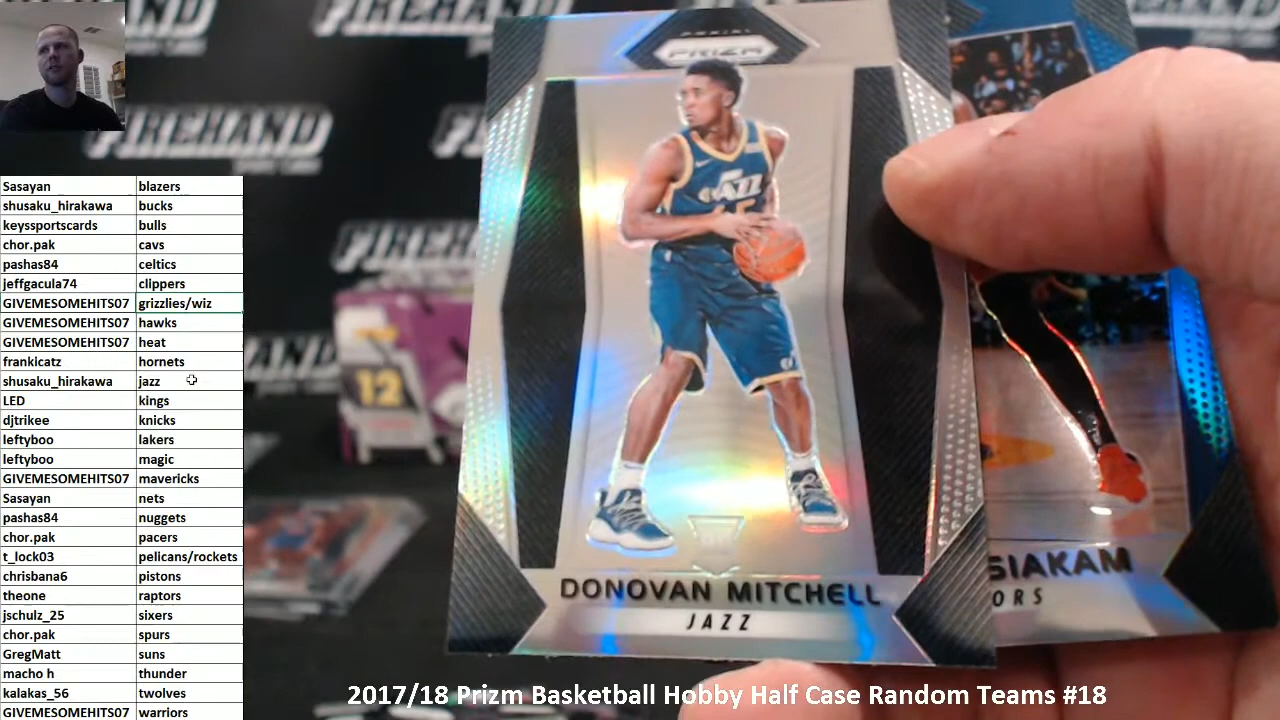 FIREHAND
FIREHAND
PRIZM
JAZZ
12
Sasayan blazers
shusaku_hirakawa bucks
keyssportscards bulls
chor.pak cavs
pashas84 celtics
jeffgacula74 clippers
GIVEMESOMEHITS07 grizzlies/wiz
GIVEMESOMEHITS07 hawks
GIVEMESOMEHITS07 heat
frankicatz hornets
shusaku_hirakawa jazz
LED kings
djtrikee knicks
leftyboo lakers
leftyboo magic
GIVEMESOMEHITS07 mavericks
Sasayan nets
pashas84 nuggets
chor.pak pacers
t_lock03 pelicans/rockets
chrisbana6 pistons
theone raptors
jschulz_25 sixers
chor.pak spurs
GregMatt suns
macho h thunder
kalakas_56 twolves
GIVEMESOMEHITS07 warriors
DONOVAN MITCHELL
JAZZ
SIAKAM
ORS
2017/18 Prizm Basketball Hobby Half Case Random Teams #18